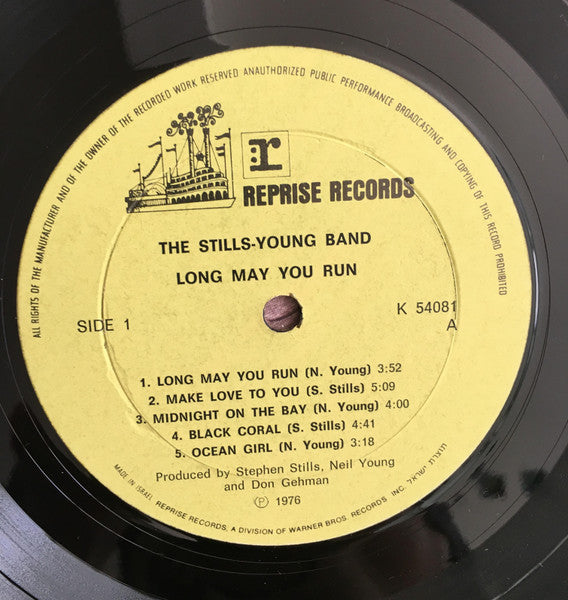 ALL RIGHTS OF THE MANUFACTURER AND OF THE OWNER OF THE RECORDED WORK RESERVED UNAUTHORIZED PUBLIC PERFORMANCE BROADCASTING AND COPYING OF THIS RECORD PROHIBITED
r
REPRISE RECORDS
THE STILLS-YOUNG BAND
LONG MAY YOU RUN
SIDE 1
K 54081
A
1. LONG MAY YOU RUN (N. Young) 3:52
2. MAKE LOVE TO YOU (S. Stills) 5:09
3. MIDNIGHT ON THE BAY (N. Young) 4:00
4. BLACK CORAL (S. Stills) 4:41
5. OCEAN GIRL (N. Young) 3:18
Produced by Stephen Stills, Neil Young
and Don Gehman
Ⓟ 1976
MADE IN ISRAEL REPRISE RECORDS, A DIVISION OF WARNER BROS. RECORDS, INC. תוצרת ישראל